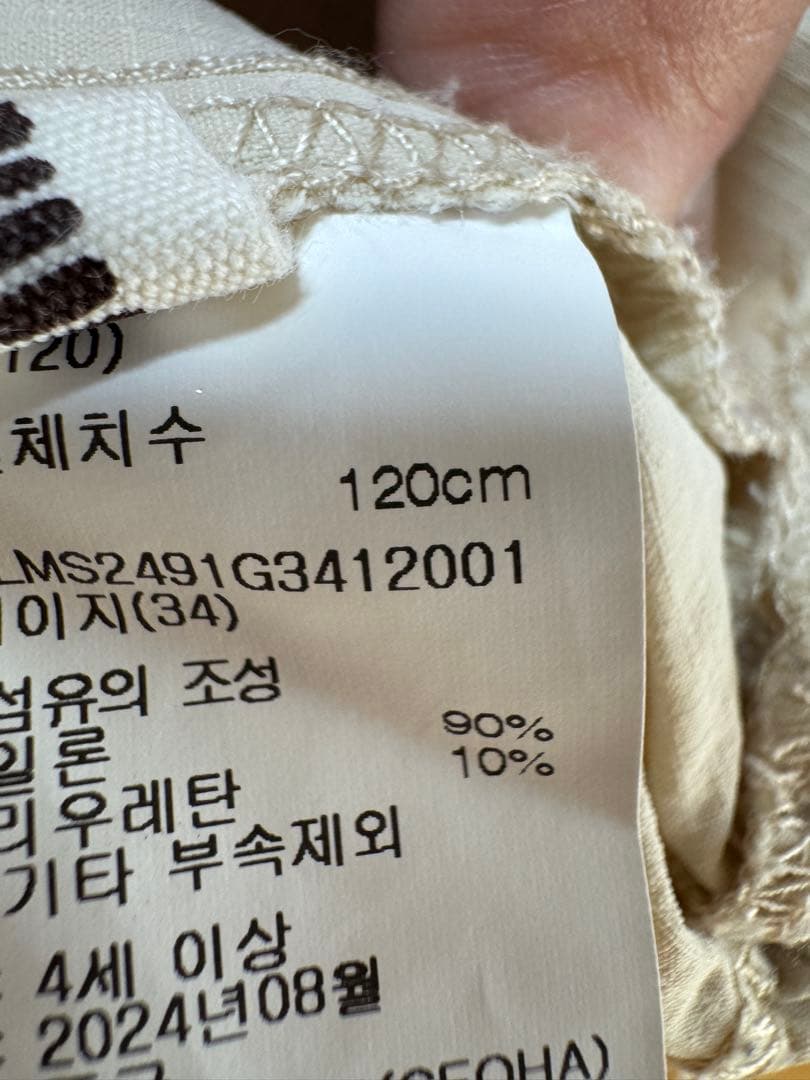 120)
체치수
120cm
LMS2491G3412001
이지(34)
섬유의 조성
일론 90%
우레탄 10%
기타 부속제외
4세 이상
2024년08월
(SEOHA)